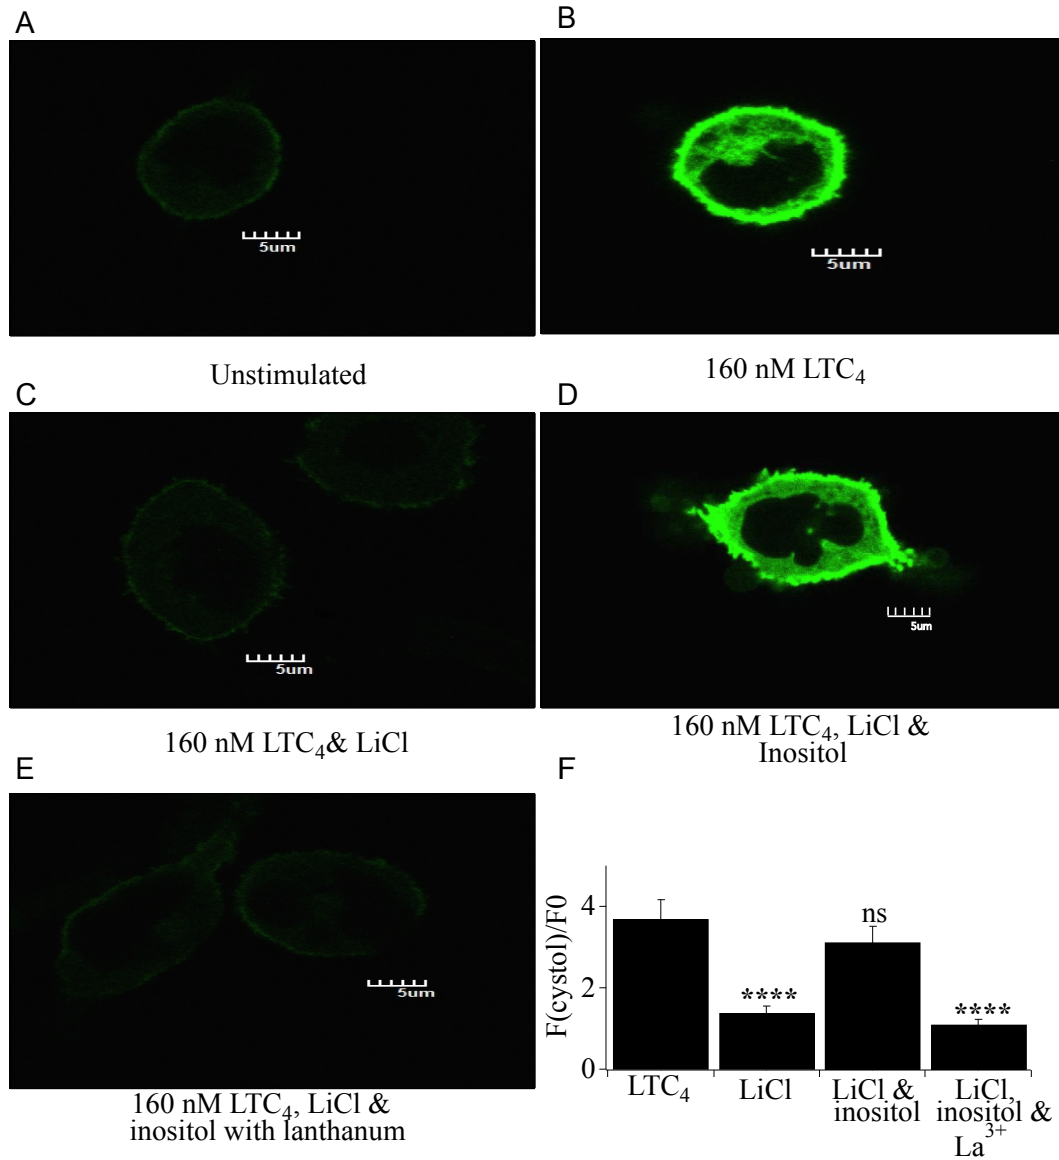 A
B
5um
5um
Unstimulated
160 nM LTC4
C
D
5um
5um
160 nM LTC4& LiCl
160 nM LTC4, LiCl &
Inositol
E
F
5um
160 nM LTC4, LiCl &
inositol with lanthanum
F(cystol)/F0
4
2
0
****
ns
****
LTC4
LiCl
LiCl &
inositol
LiCl,
inositol &
La3+